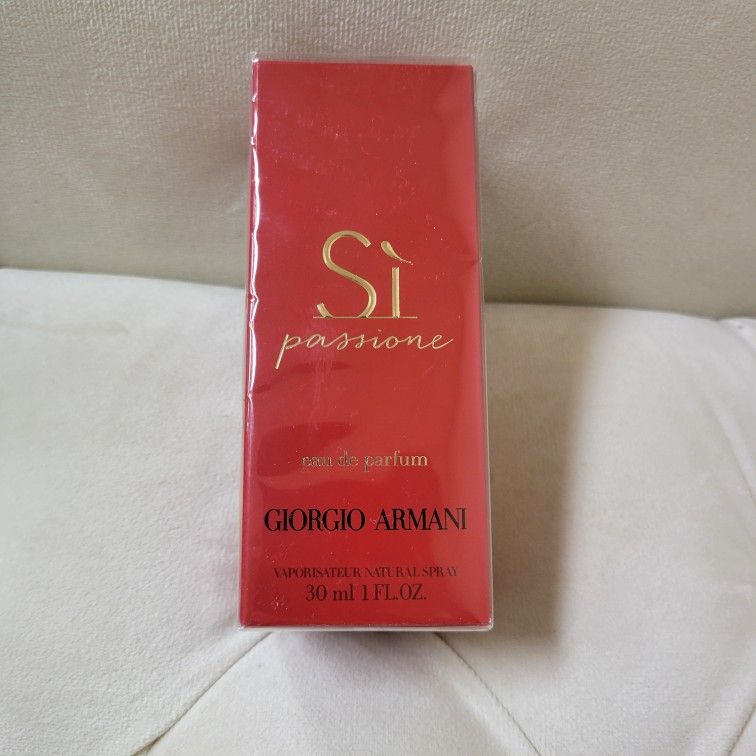 Sì
passione
eau de parfum
GIORGIO ARMANI
VAPORISATEUR NATURAL SPRAY
30 ml 1 FL.OZ.